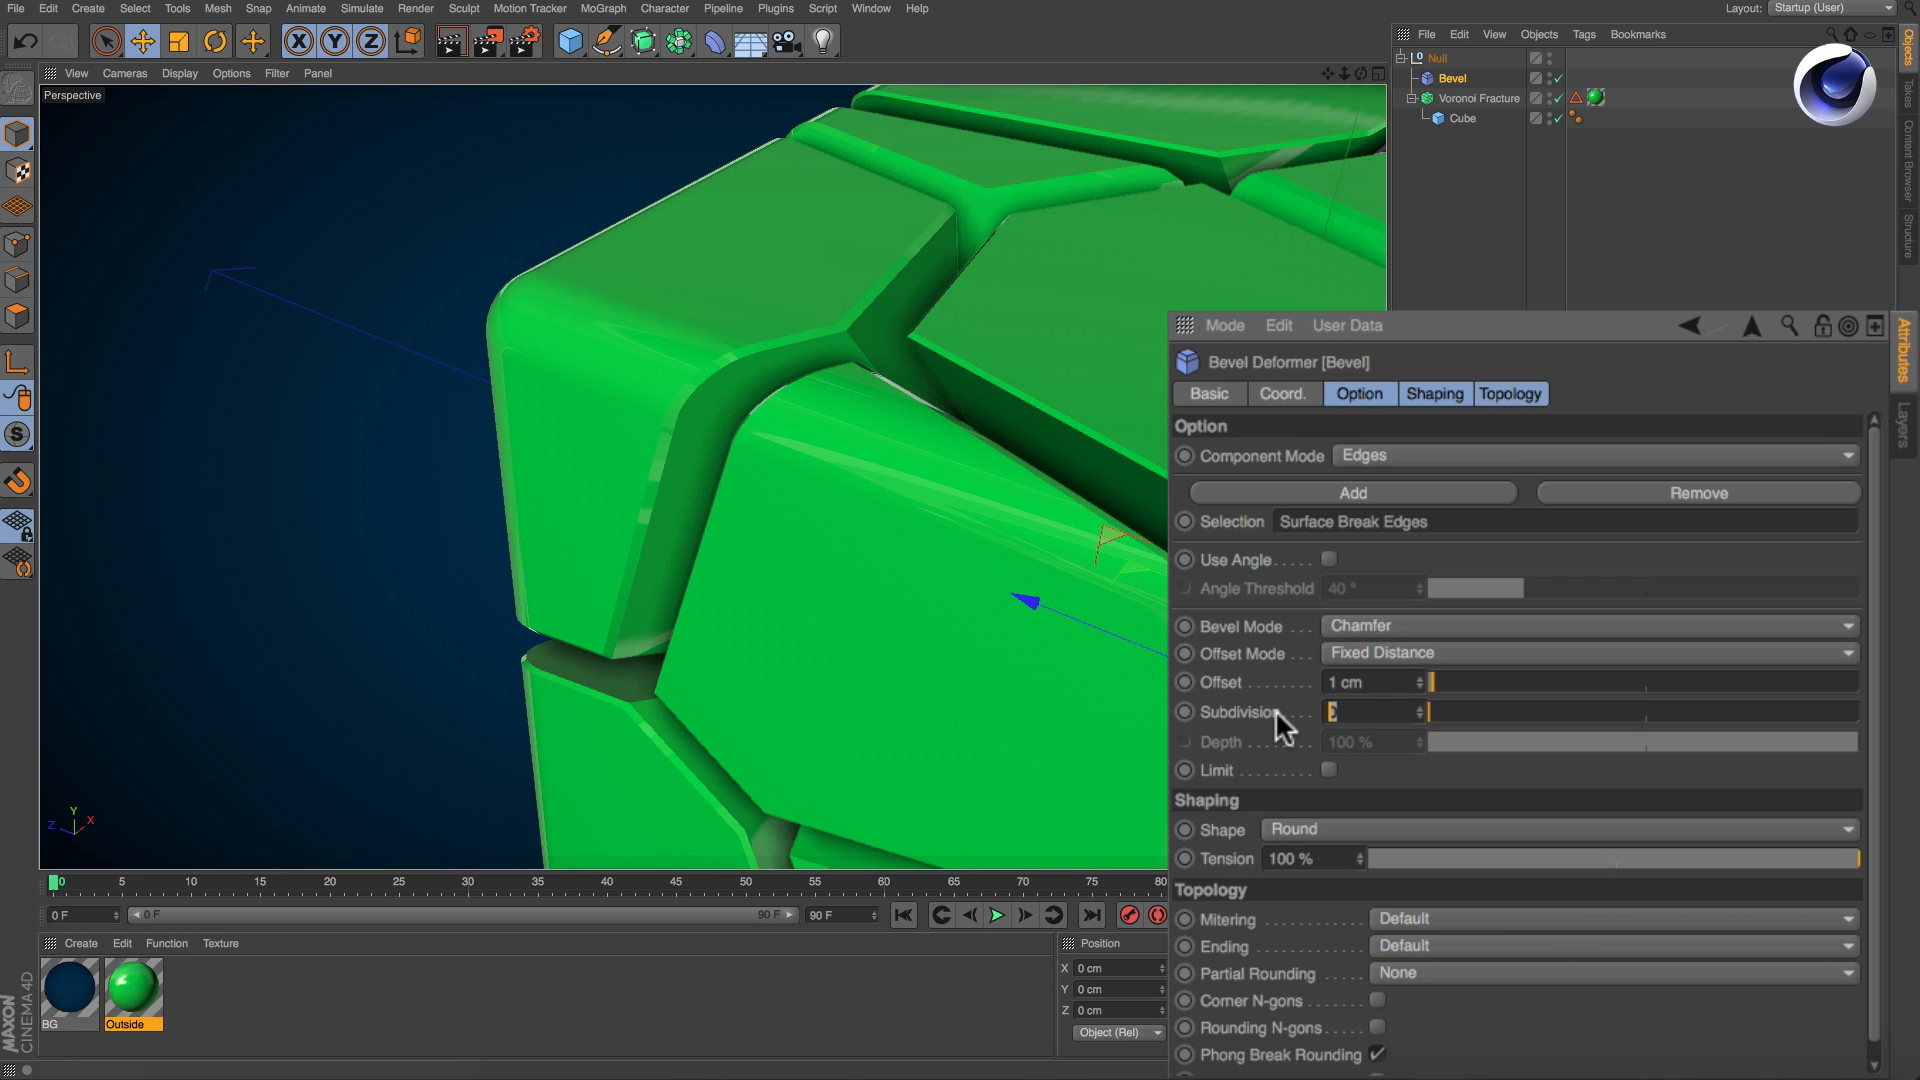 File Edit Create Select Tools Mesh Snap Animate Simulate Render Sculpt Motion Tracker MoGraph Character Pipeline Plugins Script Window Help
Layout: Startup (User)
X Y Z
File Edit View Objects Tags Bookmarks
View Cameras Display Options Filter Panel
Perspective
Null
Bevel
Voronoi Fracture
Cube
Objects
Takes
Content Browser
Structure
Mode Edit User Data
Attributes
Layers
Bevel Deformer [Bevel]
Basic Coord. Option Shaping Topology
Option
Component Mode Edges
Add Remove
Selection Surface Break Edges
Use Angle
Angle Threshold 40 °
Bevel Mode Chamfer
Offset Mode Fixed Distance
Offset 1 cm
Subdivision
Depth 100 %
Limit
Shaping
Shape Round
Tension 100 %
Topology
Mitering Default
Ending Default
Partial Rounding None
Corner N-gons
Rounding N-gons
Phong Break Rounding
Y
Z X
0 5 10 15 20 25 30 35 40 45 50 55 60 65 70 75 80
0 F 0 F 90 F 90 F
Create Edit Function Texture
Position
X 0 cm
Y 0 cm
Z 0 cm
Object (Rel)
BG Outside
MAXON
CINEMA 4D